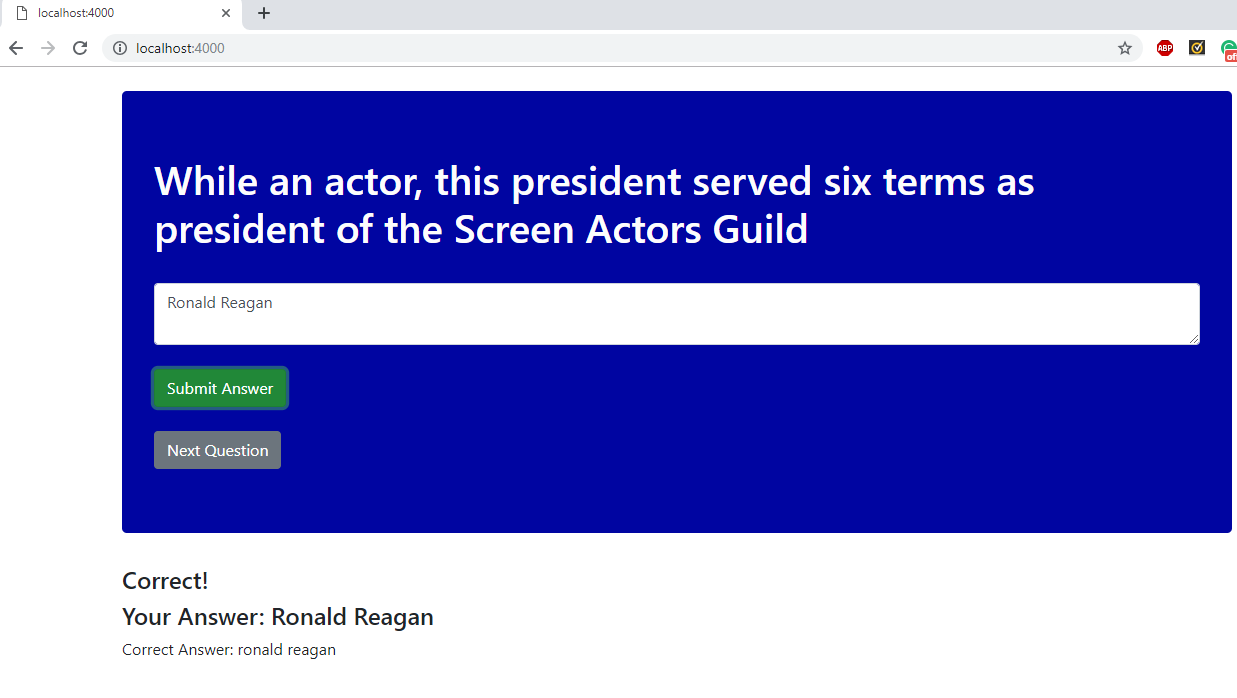 localhost:4000
localhost:4000
ABP
off
While an actor, this president served six terms as
president of the Screen Actors Guild
Ronald Reagan
Submit Answer
Next Question
Correct!
Your Answer: Ronald Reagan
Correct Answer: ronald reagan